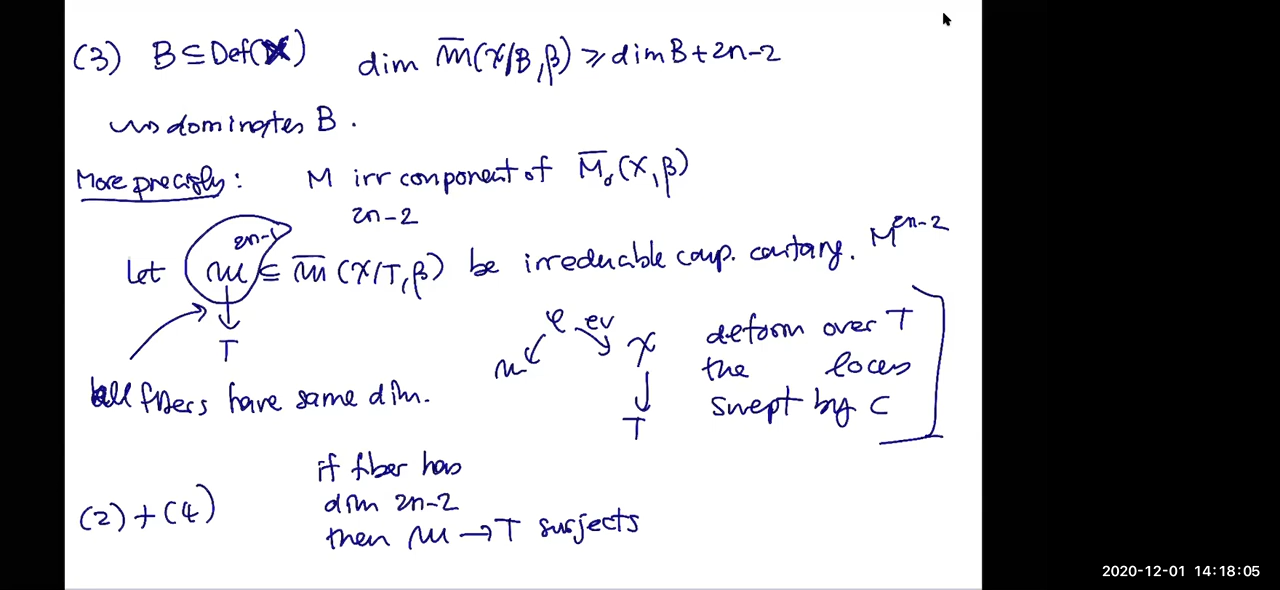 (3) B ⊆ Def(X) dim M̅(𝒳/B, β) ≥ dim B + 2n-2
⇝ dominates B.
More precisely: M irr component of M̅₀(X, β)
2n-2
2n-1
Let 𝓜 ⊆ M̅(𝒳/T, β) be irreducible comp. containg. M^{2n-2}
↓
T
all fibers have same dim.
𝒞 ev
𝓜 ↙ ↘ 𝒳
↓
T
deform over T
the locus
swept by C
(2)+(4)
if fiber has
dim 2n-2
then 𝓜 → T surjects
2020-12-01 14:18:05